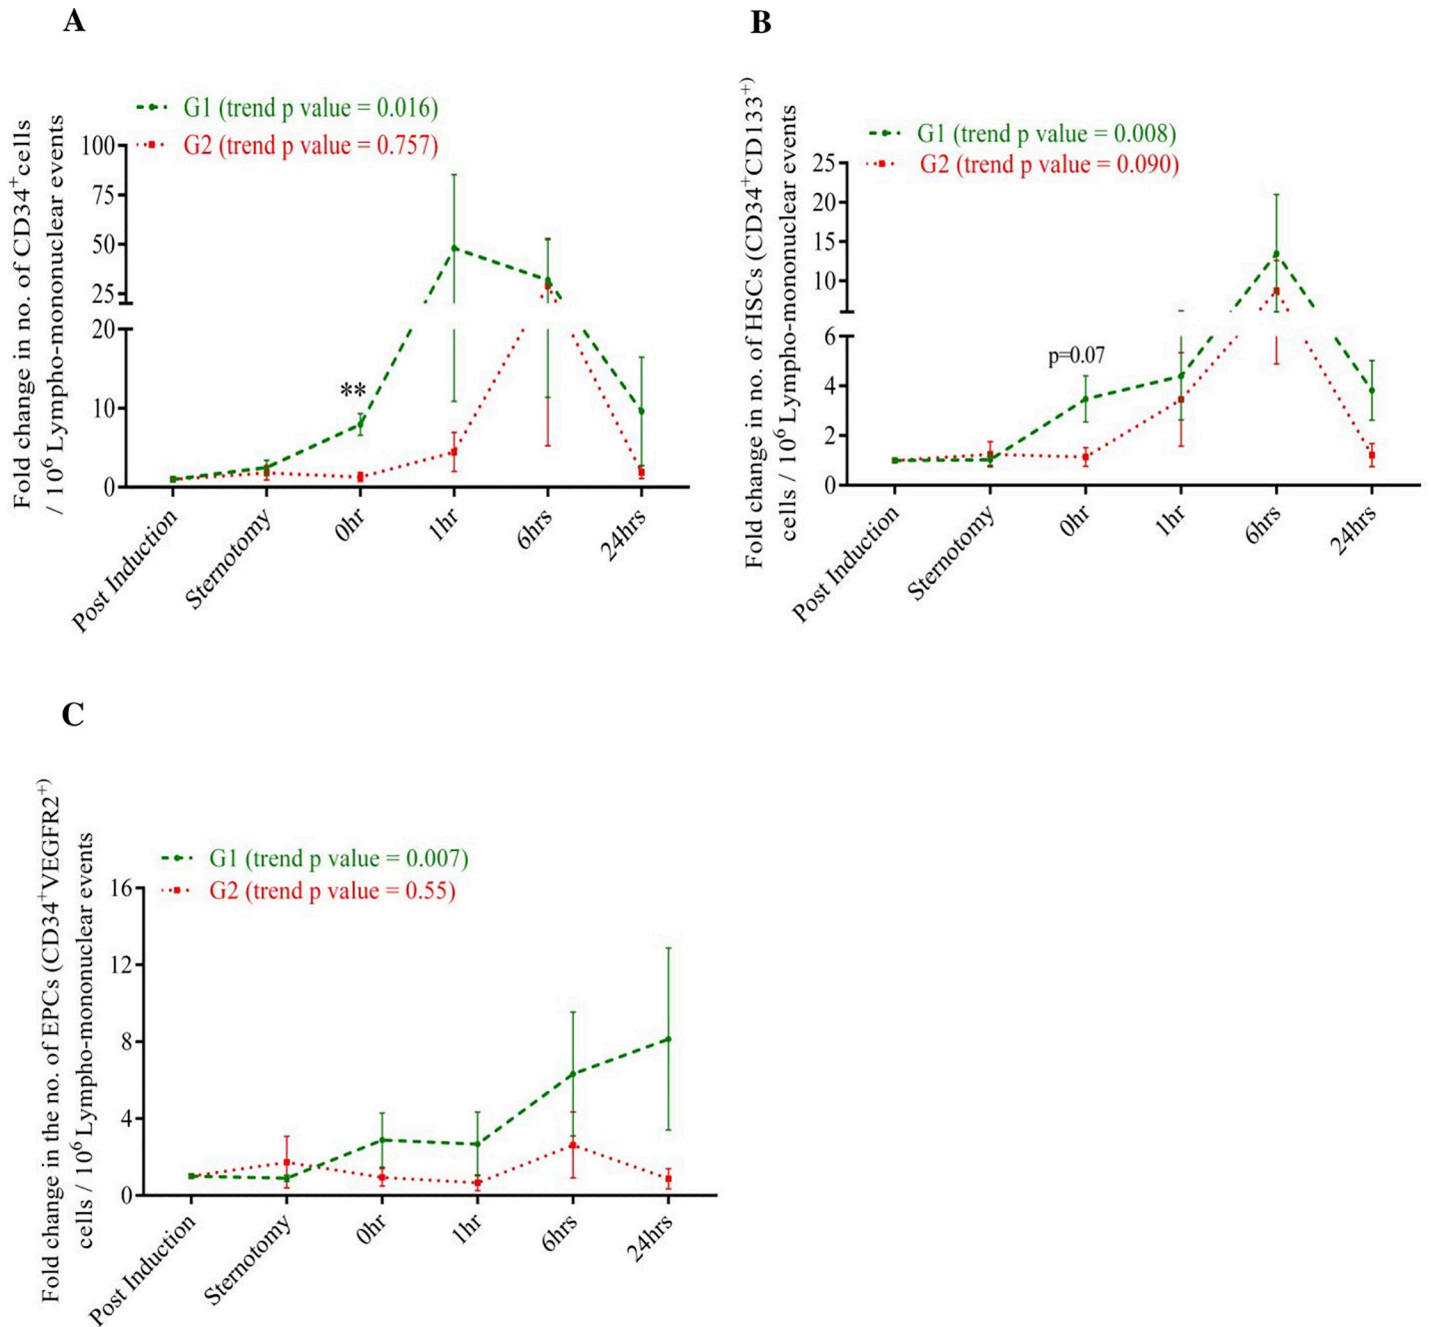 A
Fold change in no. of CD34⁺cells
/ 10⁶ Lympho-mononuclear events
G1 (trend p value = 0.016)
G2 (trend p value = 0.757)
100
75
50
25
20
10
0
**
Post Induction
Sternotomy
0hr
1hr
6hrs
24hrs
B
Fold change in no. of HSCs (CD34⁺CD133⁺)
cells / 10⁶ Lympho-mononuclear events
G1 (trend p value = 0.008)
G2 (trend p value = 0.090)
25
20
15
10
6
4
2
0
p=0.07
Post Induction
Sternotomy
0hr
1hr
6hrs
24hrs
C
Fold change in the no. of EPCs (CD34⁺VEGFR2⁺)
cells / 10⁶ Lympho-mononuclear events
G1 (trend p value = 0.007)
G2 (trend p value = 0.55)
16
12
8
4
0
Post Induction
Sternotomy
0hr
1hr
6hrs
24hrs